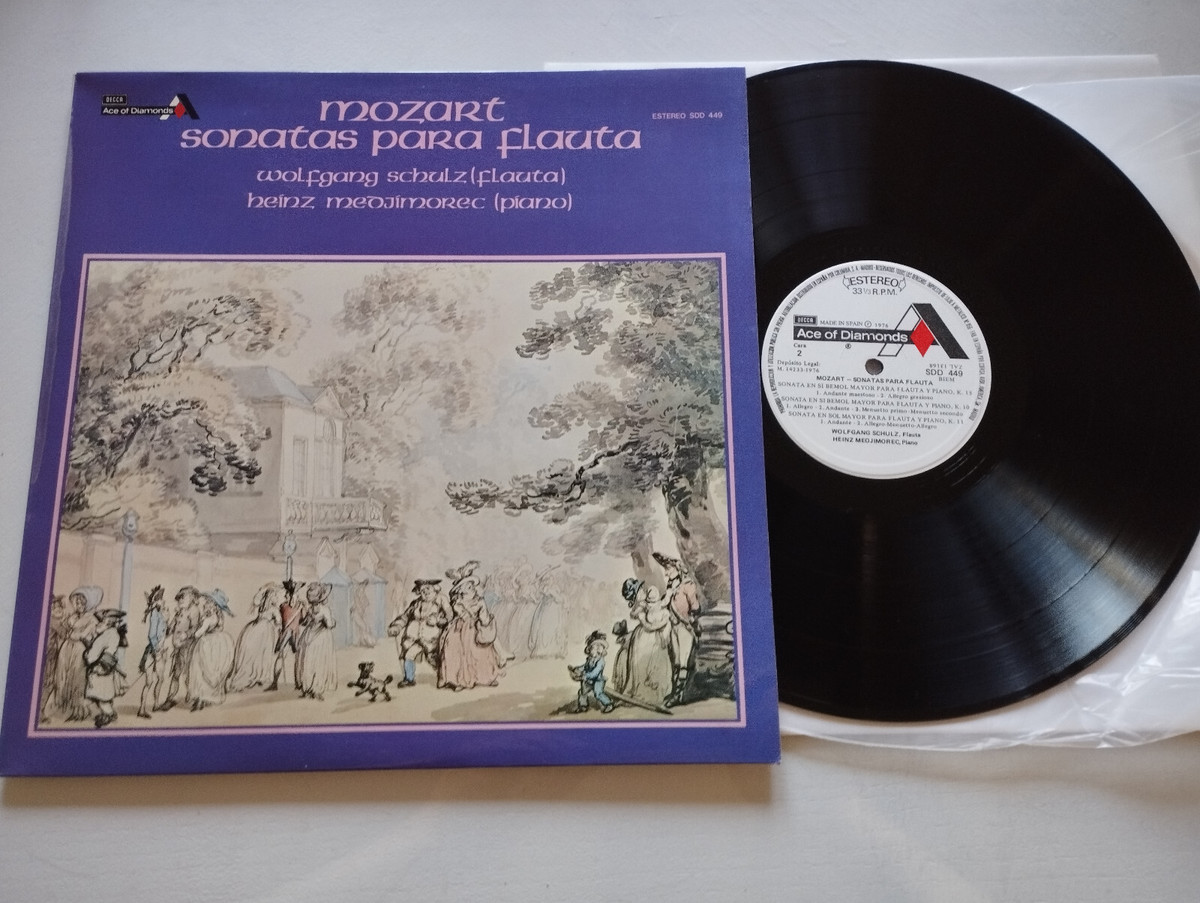 DECCA
Ace of Diamonds
mozart
ESTEREO SDD 449
sonatas para flauta
wolfgang schulz (flauta)
heinz medjimorec (piano)
ESTEREO
33⅓ R.P.M.
DECCA MADE IN SPAIN Ⓟ 1976
Ace of Diamonds
®
Cara
2
Depósito Legal:
M. 14233-1976
SDD 449
BIEM
MOZART — SONATAS PARA FLAUTA
SONATA EN SI BEMOL MAYOR PARA FLAUTA Y PIANO, K.
1. Andante maestoso - 2. Allegro grazioso
SONATA EN SI BEMOL MAYOR PARA FLAUTA Y PIANO, K. 10
1. Allegro - 2. Andante - 3. Menuetto primo-Menuetto secondo
SONATA EN SOL MAYOR PARA FLAUTA Y PIANO, K. 11
1. Andante - 2. Allegro-Menuetto-Allegro
WOLFGANG SCHULZ, Flauta
HEINZ MEDJIMOREC, Piano